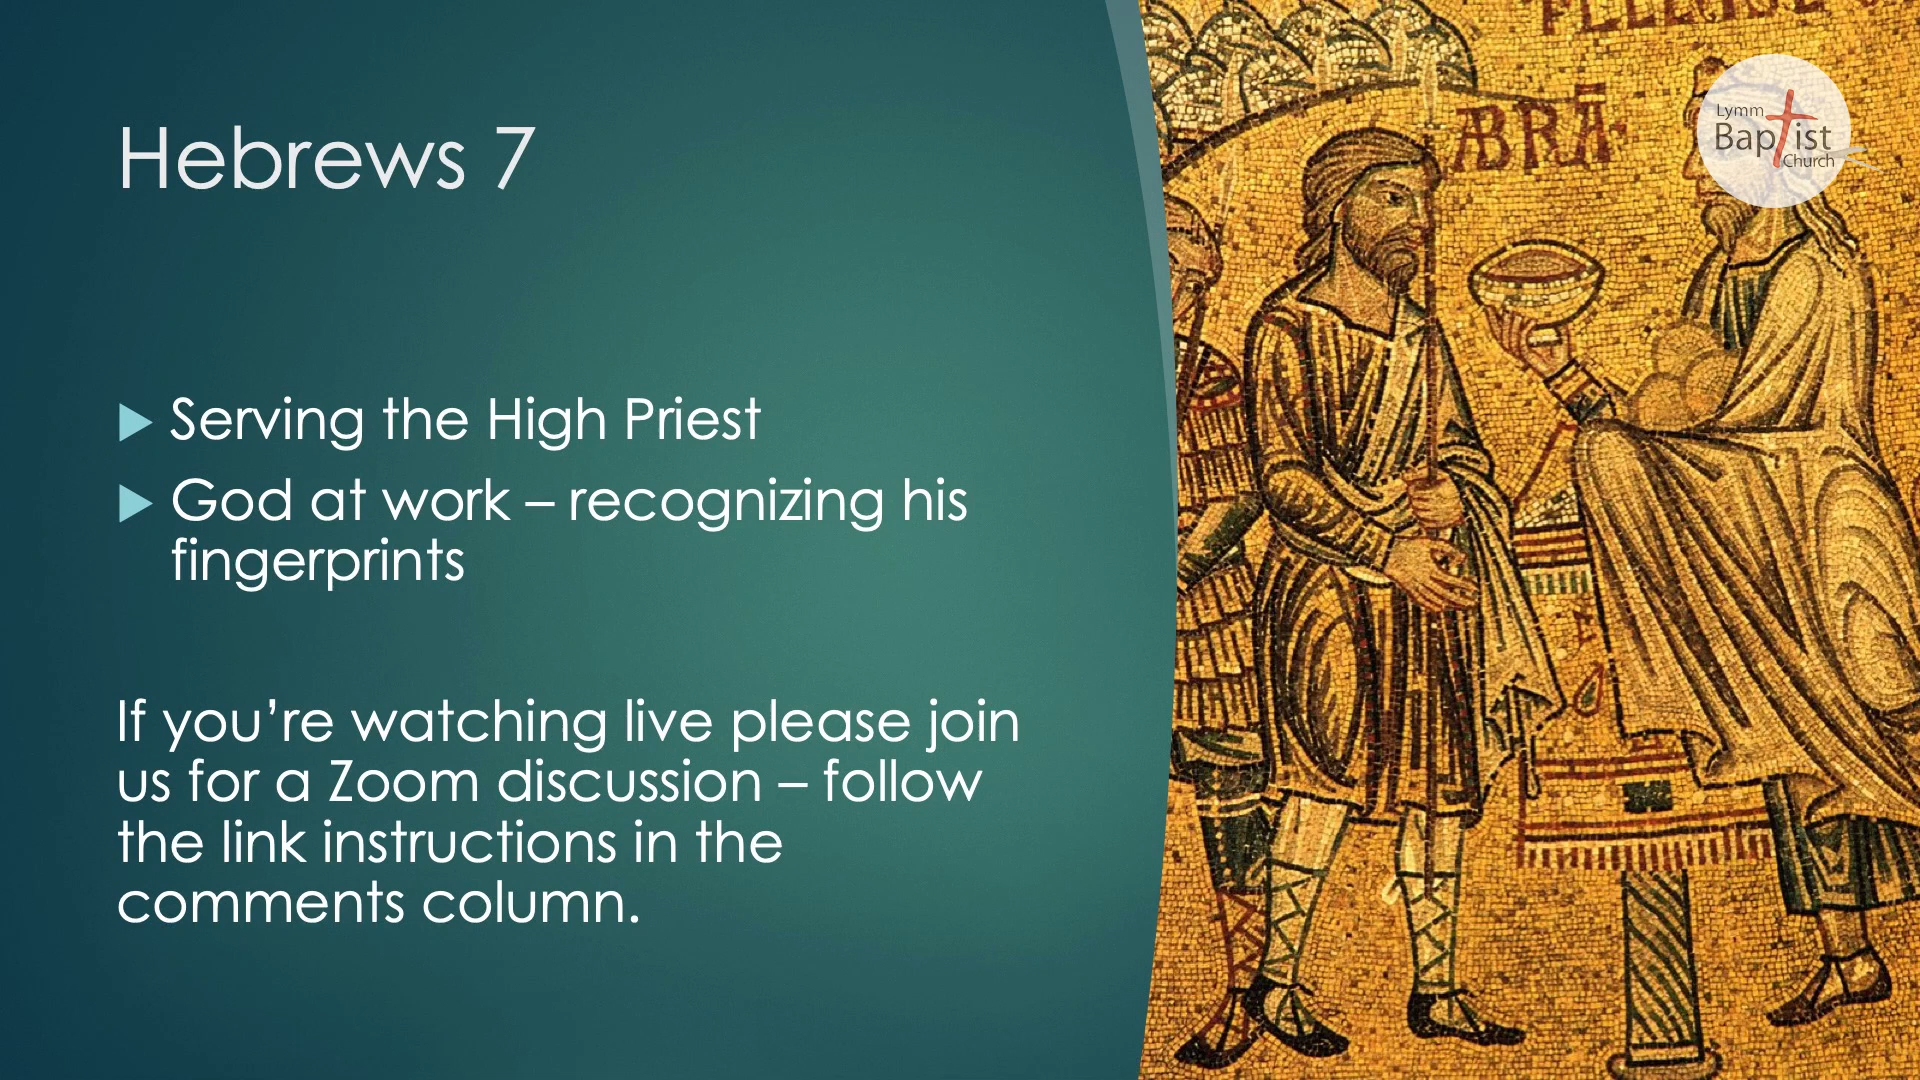 Hebrews 7
Serving the High Priest
God at work – recognizing his
fingerprints
If you’re watching live please join
us for a Zoom discussion – follow
the link instructions in the
comments column.
ABRĀ·
Lymm
Baptist
Church